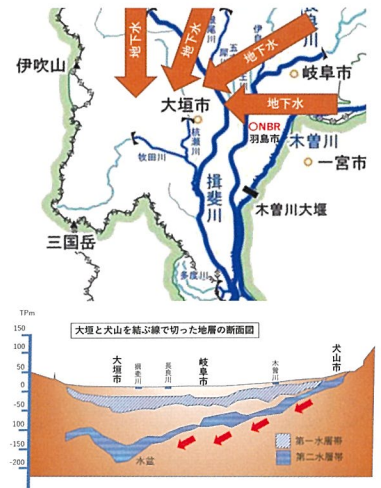 地下水
地下水
地下水
地下水
伊吹山
大垣市
岐阜市
杭瀬川
牧田川
NBR
羽島市
木曽川
一宮市
揖斐川
木曽川大堰
三国岳
多度川
TPm
大垣と犬山を結ぶ線で切った地層の断面図
150
100
50
0
-50
-100
-150
-200
大垣市
揖斐川
長良川
岐阜市
木曽川
犬山市
50
0
水盆
第一水層帯
第二水層帯